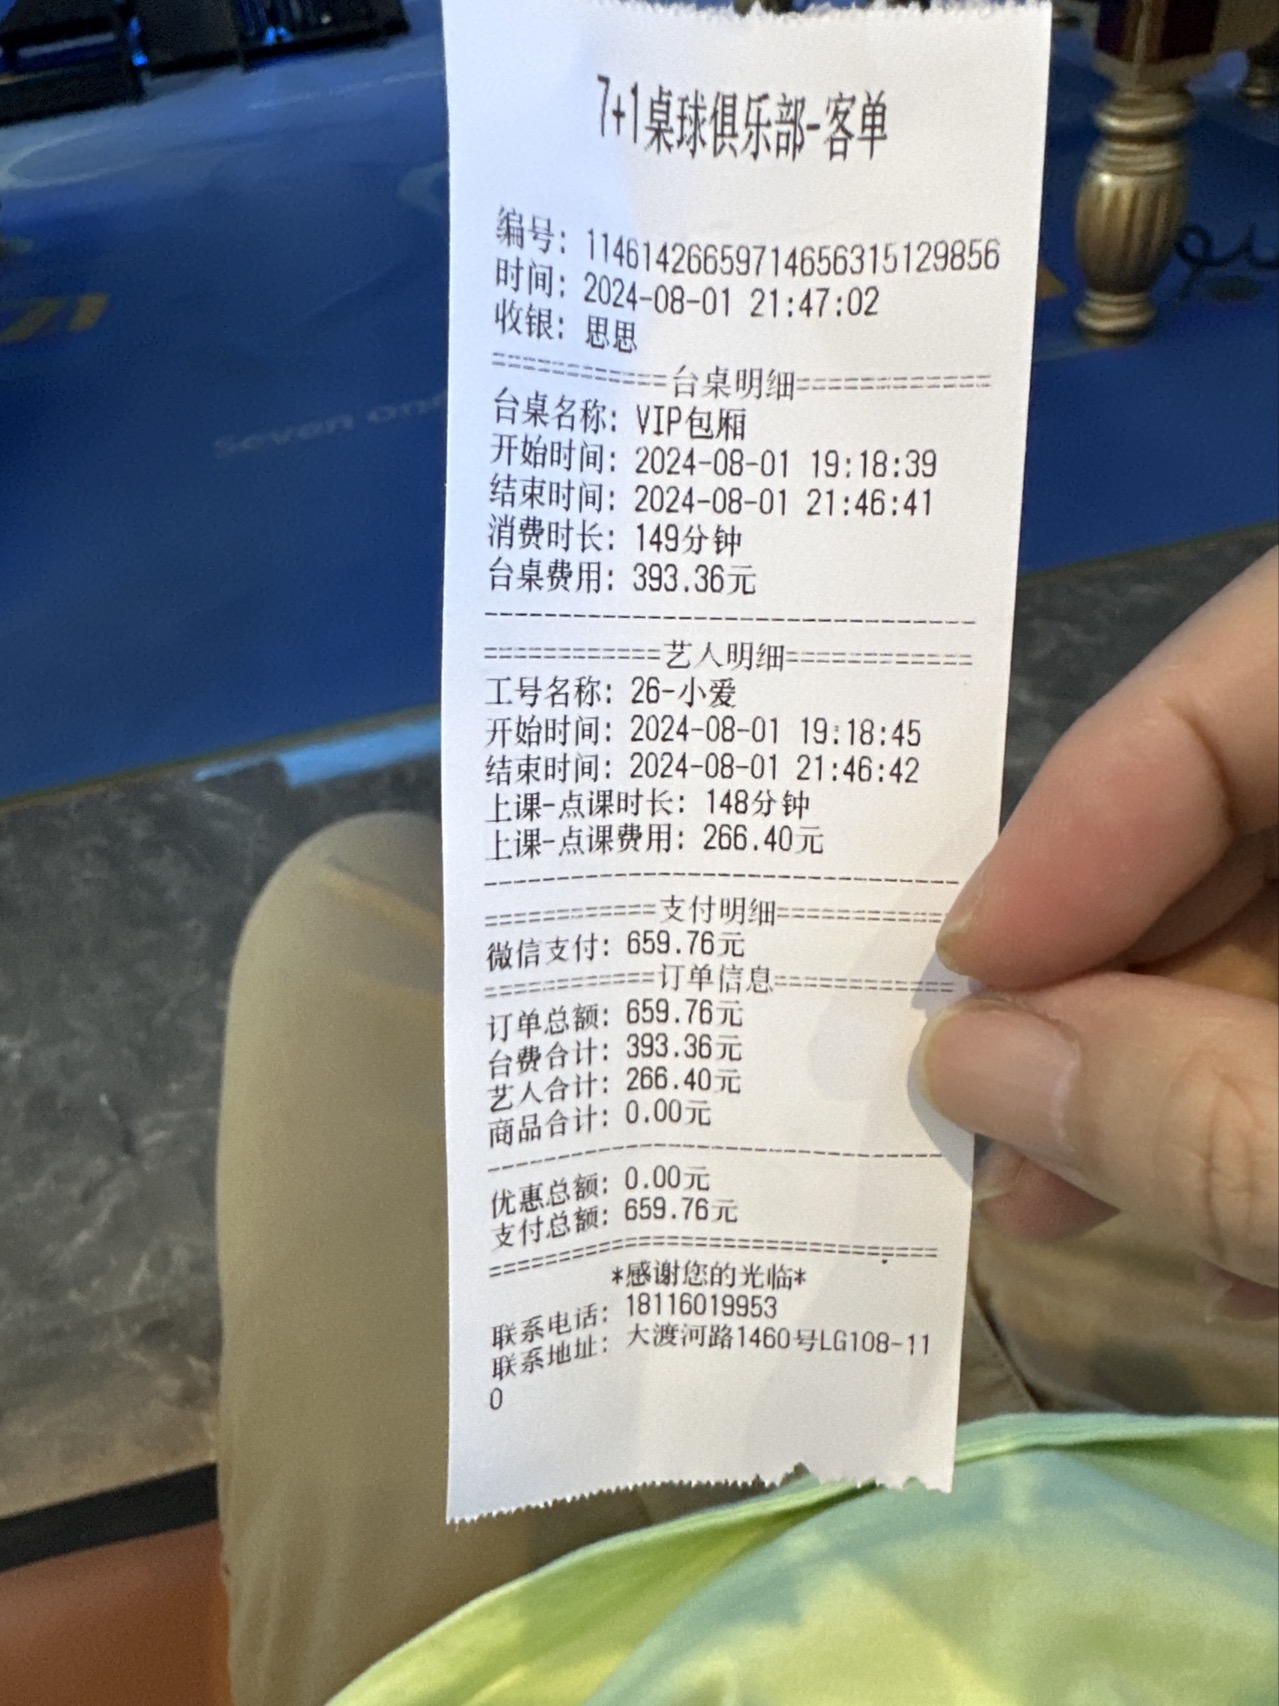 7+1桌球俱乐部-客单
编号: 1146142665971465631512985​6
时间: 2024-08-01 21:47:02
收银: 思思
===========台桌明细============
台桌名称: VIP包厢
开始时间: 2024-08-01 19:18:39
结束时间: 2024-08-01 21:46:41
消费时长: 149分钟
台桌费用: 393.36元
--------------------------------
============艺人明细============
工号名称: 26-小爱
开始时间: 2024-08-01 19:18:45
结束时间: 2024-08-01 21:46:42
上课-点课时长: 148分钟
上课-点课费用: 266.40元
--------------------------------
============支付明细============
微信支付: 659.76元
============订单信息============
订单总额: 659.76元
台费合计: 393.36元
艺人合计: 266.40元
商品合计: 0.00元
--------------------------------
优惠总额: 0.00元
支付总额: 659.76元
================================
*感谢您的光临*
联系电话: 18116019953
联系地址: 大渡河路1460号LG108-11
0
Seven One